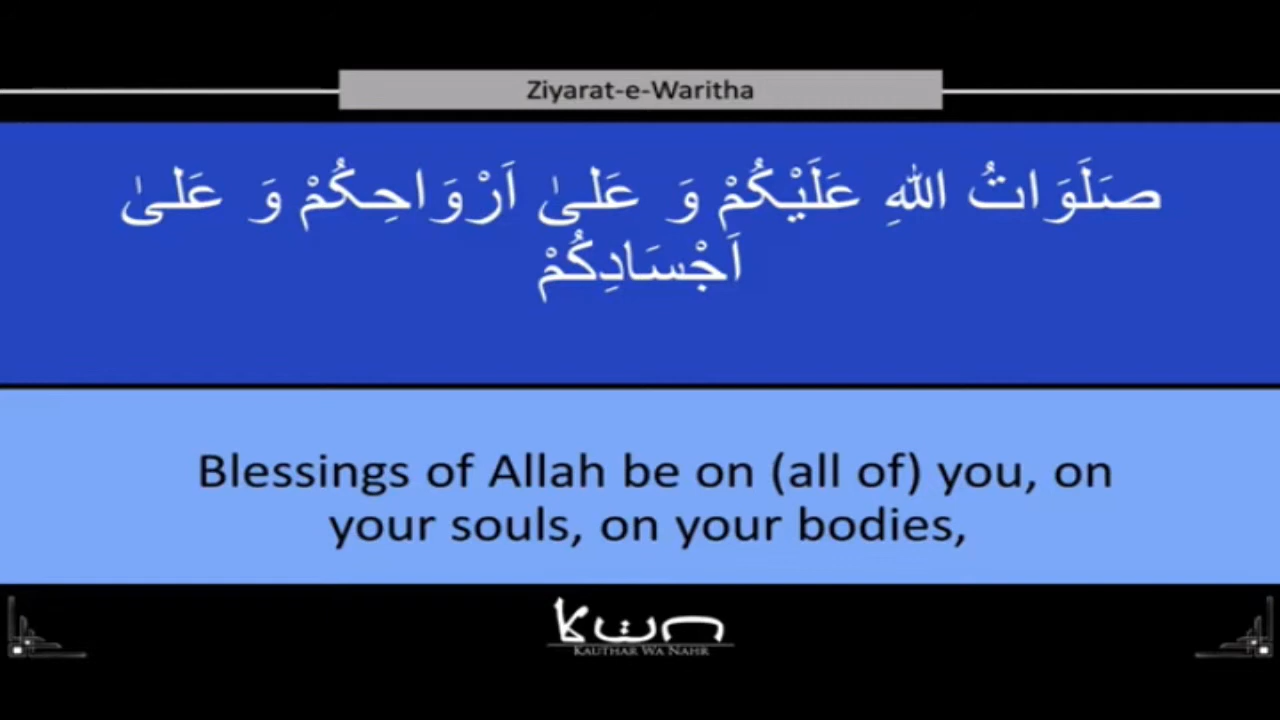 Ziyarat-e-Waritha
صَلَوَاتُ اللهِ عَلَيْكُمْ وَ عَلىٰ اَرْوَاحِكُمْ وَ عَلىٰ
اَجْسَادِكُمْ
Blessings of Allah be on (all of) you, on
your souls, on your bodies,
KAUTHAR WA NAHR